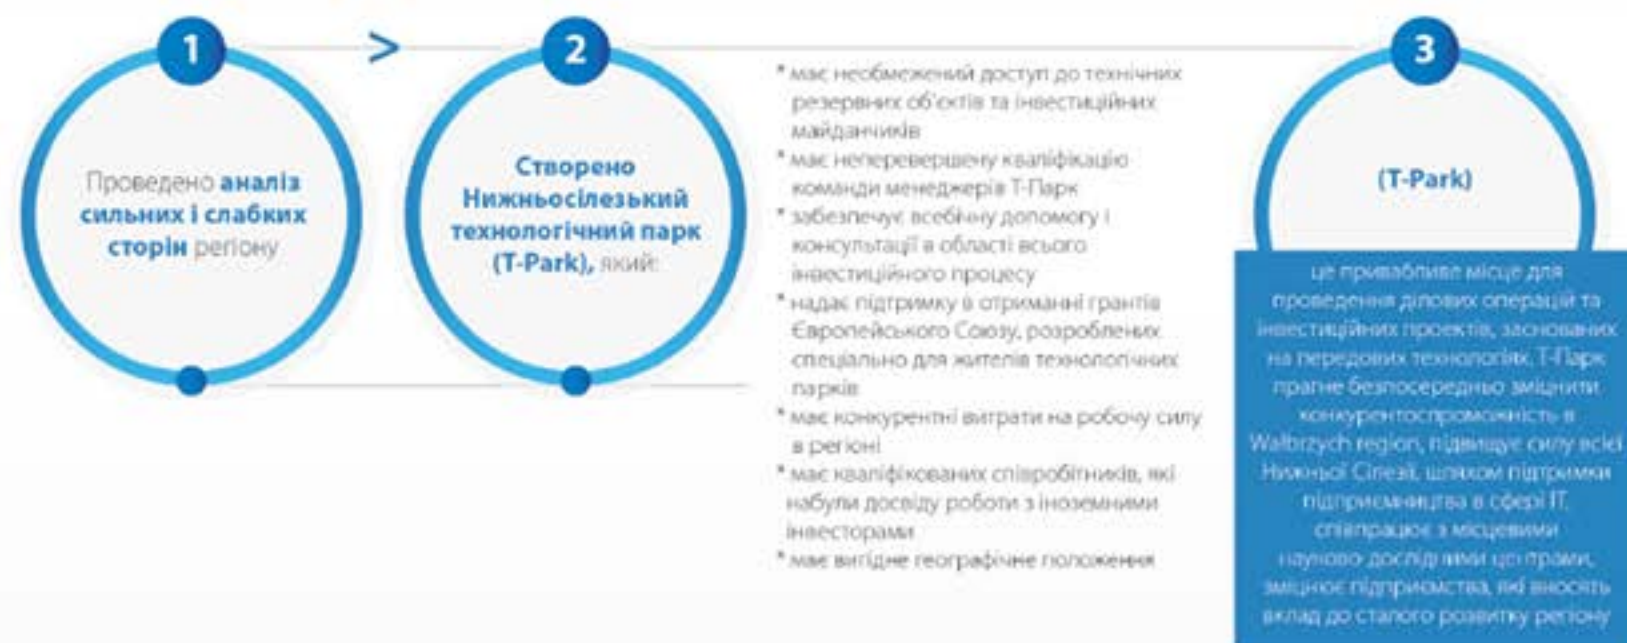 1
>
2
3
Проведено аналіз
сильних і слабких
сторін регіону
Створено
Нижньосілезький
технологічний парк
(T-Park), який:
* має необмежений доступ до технічних
резервних об'єктів та інвестиційних
майданчиків
* має неперевершену кваліфікацію
команди менеджерів Т-Парк
* забезпечує всебічну допомогу і
консультації в області всього
інвестиційного процесу
* надає підтримку в отриманні грантів
Європейського Союзу, розроблених
спеціально для жителів технологічних
парків
* має конкурентні витрати на робочу силу
в регіоні
* має кваліфікованих співробітників, які
набули досвіду роботи з іноземними
інвесторами
* має вигідне географічне положення
(T-Park)
це привабливе місце для
проведення ділових операцій та
інвестиційних проектів, заснованих
на передових технологіях, Т-Парк
прагне безпосередньо зміцнити
конкурентоспроможність в
Wałbrzych region, підвищує силу всієї
Нижньої Сілезії, шляхом підтримки
підприємництва в сфері ІТ,
співпрацює з місцевими
науково дослідними центрами,
зміцнює підприємства, які вносять
вклад до сталого розвитку регіону